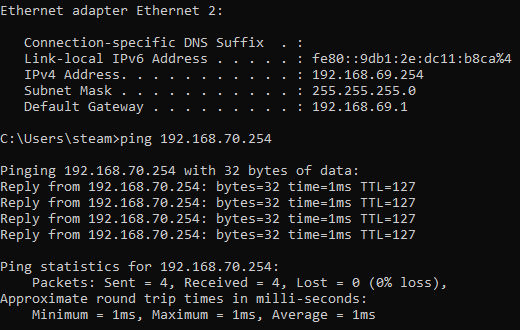 Ethernet adapter Ethernet 2:
Connection-specific DNS Suffix  . :
Link-local IPv6 Address . . . . . : fe80::9db1:2e:dc11:b8ca%4
IPv4 Address. . . . . . . . . . . : 192.168.69.254
Subnet Mask . . . . . . . . . . . : 255.255.255.0
Default Gateway . . . . . . . . . : 192.168.69.1
C:\Users\steam>ping 192.168.70.254
Pinging 192.168.70.254 with 32 bytes of data:
Reply from 192.168.70.254: bytes=32 time=1ms TTL=127
Reply from 192.168.70.254: bytes=32 time=1ms TTL=127
Reply from 192.168.70.254: bytes=32 time=1ms TTL=127
Reply from 192.168.70.254: bytes=32 time=1ms TTL=127
Ping statistics for 192.168.70.254:
Packets: Sent = 4, Received = 4, Lost = 0 (0% loss),
Approximate round trip times in milli-seconds:
Minimum = 1ms, Maximum = 1ms, Average = 1ms